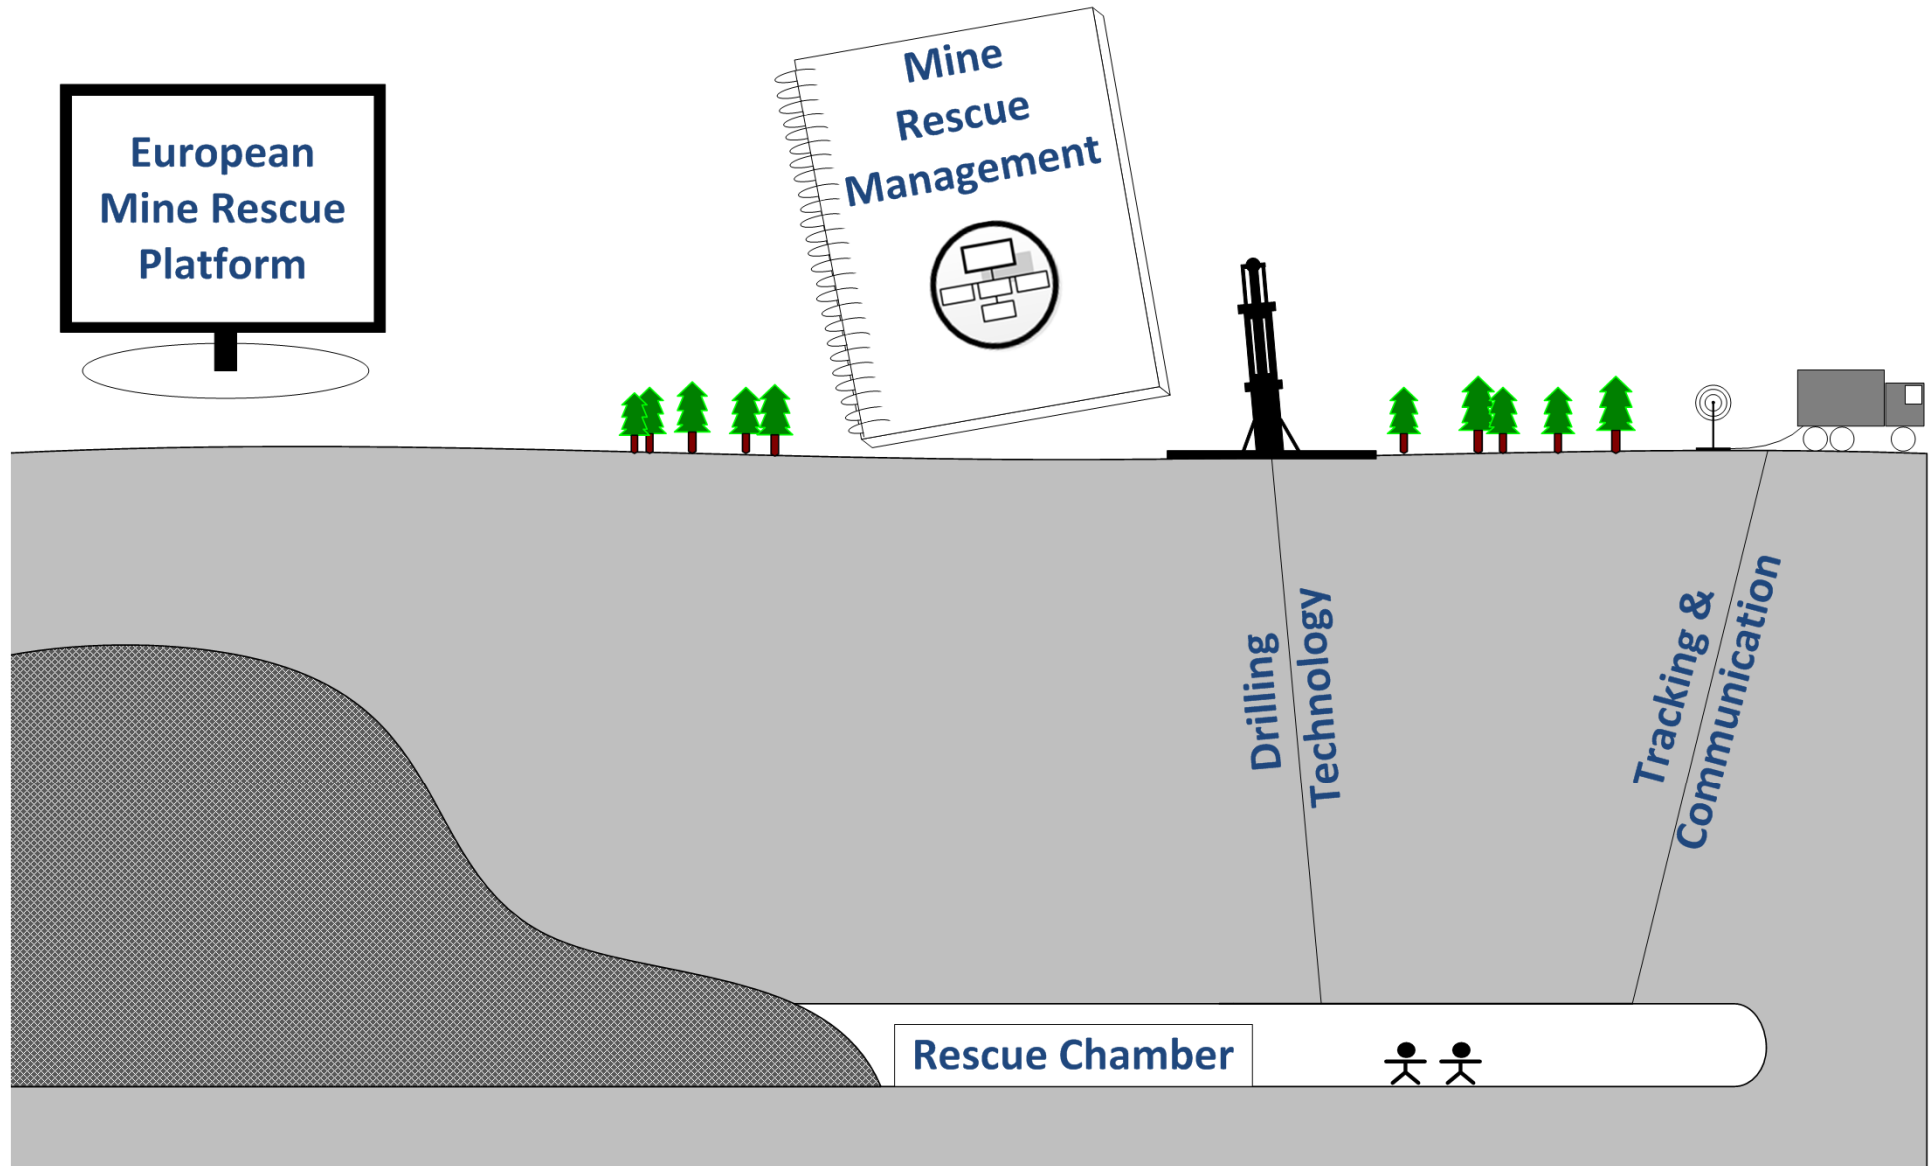 European
Mine Rescue
Platform
Mine
Rescue
Management
Drilling
Technology
Tracking &
Communication
Rescue Chamber